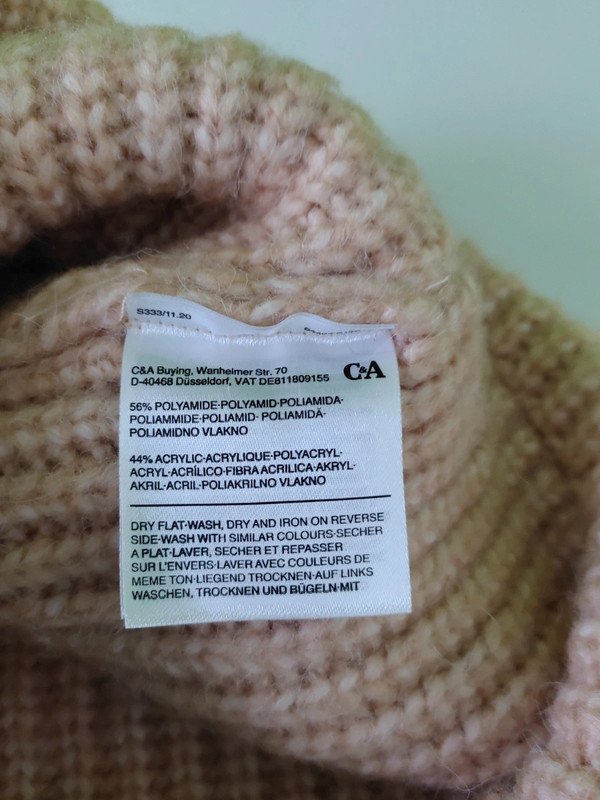 S333/11.20
C&A Buying, Wanheimer Str. 70
D-40468 Düsseldorf, VAT DE811809155
C&A
56% POLYAMIDE·POLYAMID·POLIAMIDA·
POLIAMMIDE·POLIAMID· POLIAMIDĂ·
POLIAMIDNO VLAKNO
44% ACRYLIC·ACRYLIQUE·POLYACRYL·
ACRYL·ACRÍLICO·FIBRA ACRILICA·AKRYL·
AKRIL·ACRIL·POLIAKRILNO VLAKNO
DRY FLAT·WASH, DRY AND IRON ON REVERSE
SIDE·WASH WITH SIMILAR COLOURS·SECHER
A PLAT·LAVER, SECHER ET REPASSER
SUR L'ENVERS·LAVER AVEC COULEURS DE
MEME TON·LIEGEND TROCKNEN·AUF LINKS
WASCHEN, TROCKNEN UND BÜGELN·MIT